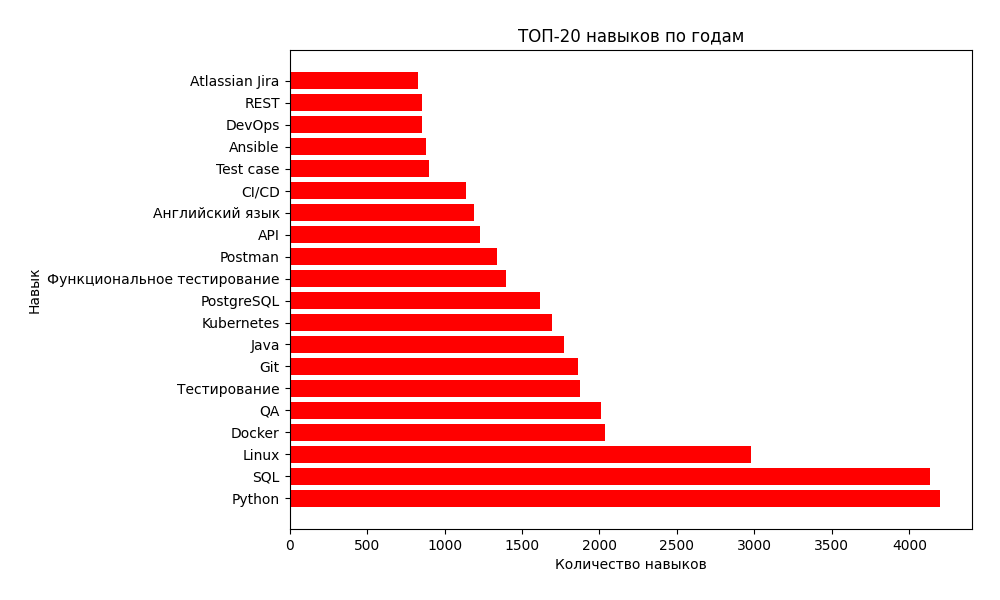 ТОП-20 навыков по годам
Atlassian Jira
REST
DevOps
Ansible
Test case
CI/CD
Английский язык
API
Postman
Функциональное тестирование
PostgreSQL
Kubernetes
Java
Git
Тестирование
QA
Docker
Linux
SQL
Python
Навык
0 500 1000 1500 2000 2500 3000 3500 4000
Количество навыков